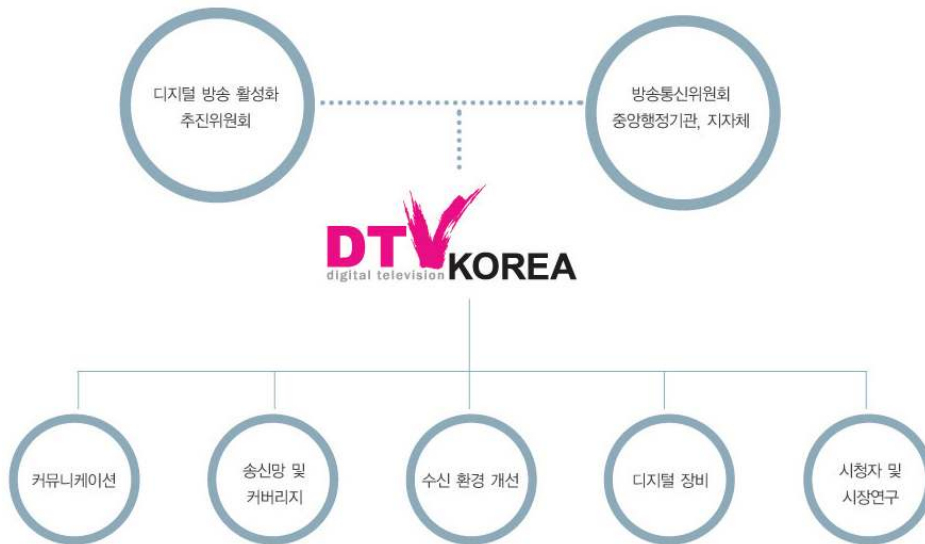 디지털 방송 활성화
추진위원회
방송통신위원회
중앙행정기관, 지자체
DTV KOREA
digital television
커뮤니케이션
송신망 및
커버리지
수신 환경 개선
디지털 장비
시청자 및
시장연구